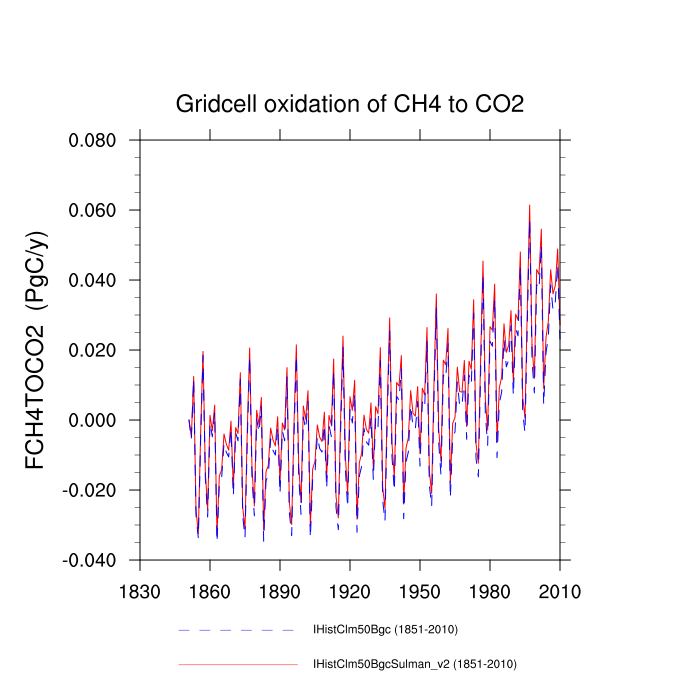 Gridcell oxidation of CH4 to CO2
0.080
0.060
0.040
0.020
0.000
-0.020
-0.040
FCH4TOCO2 (PgC/y)
1830 1860 1890 1920 1950 1980 2010
IHistClm50Bgc (1851-2010)
IHistClm50BgcSulman_v2 (1851-2010)